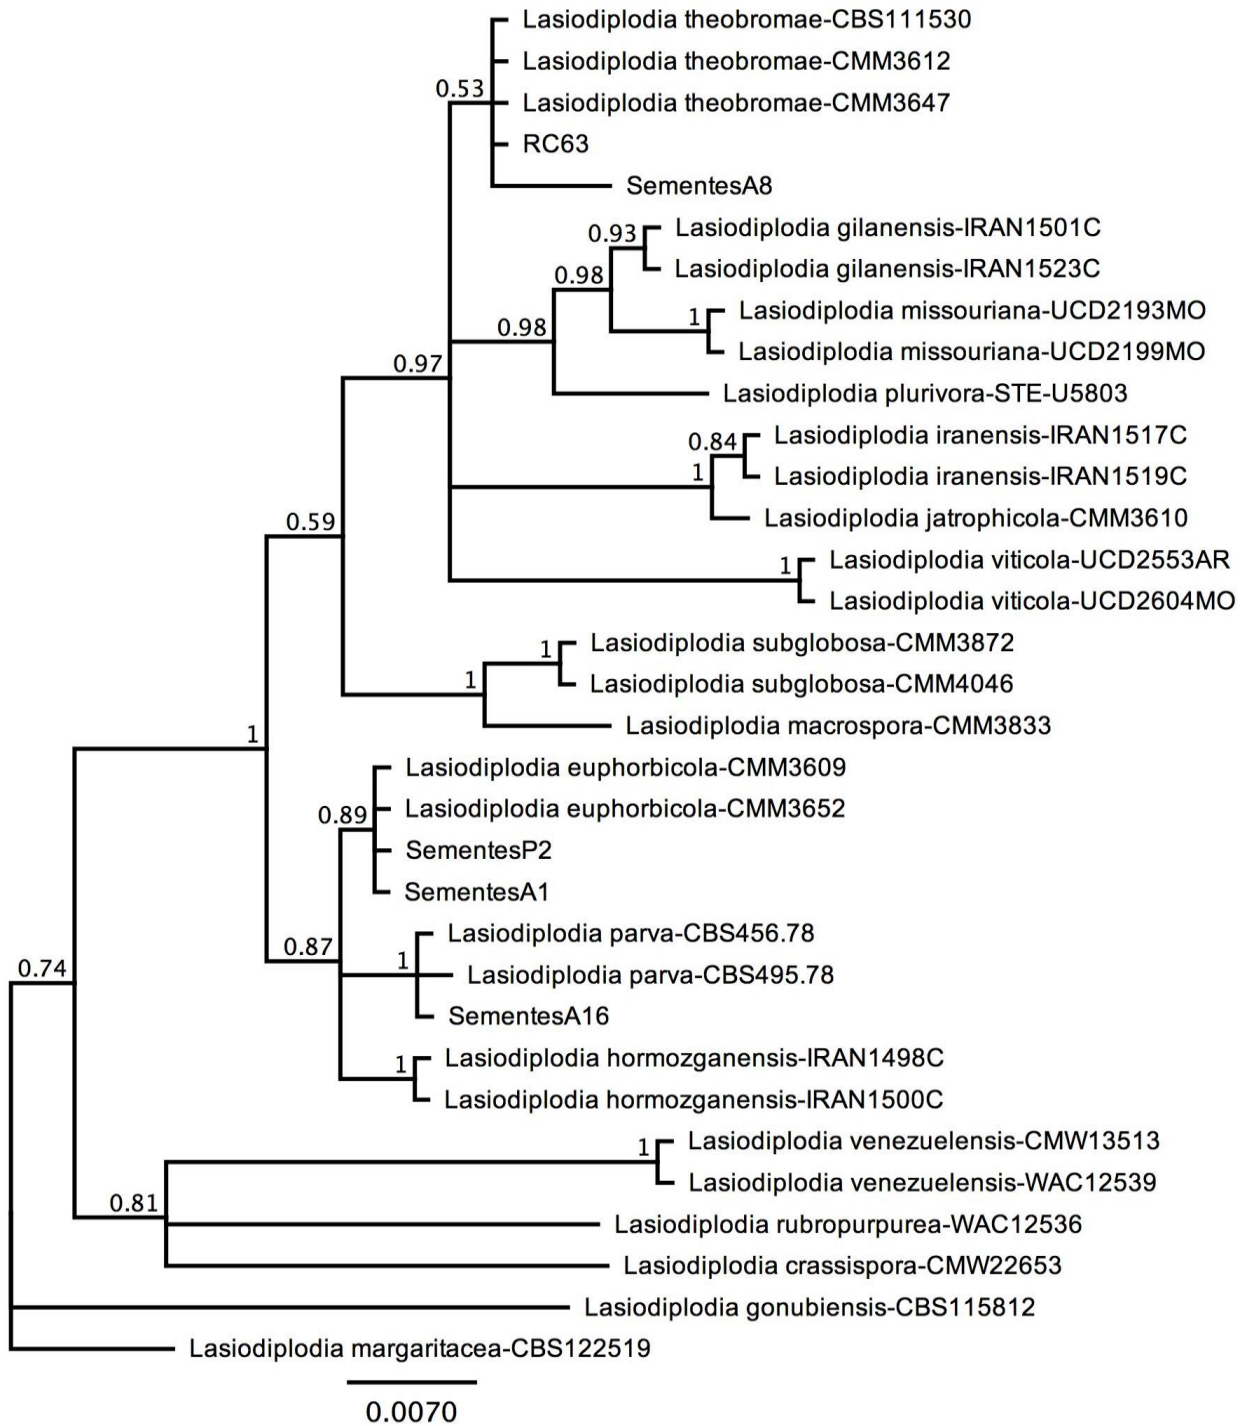 Lasiodiplodia theobromae-CBS111530
Lasiodiplodia theobromae-CMM3612
0.53
Lasiodiplodia theobromae-CMM3647
RC63
SementesA8
Lasiodiplodia gilanensis-IRAN1501C
0.93
Lasiodiplodia gilanensis-IRAN1523C
0.98
Lasiodiplodia missouriana-UCD2193MO
1
0.98
Lasiodiplodia missouriana-UCD2199MO
0.97
Lasiodiplodia plurivora-STE-U5803
Lasiodiplodia iranensis-IRAN1517C
0.84
1
Lasiodiplodia iranensis-IRAN1519C
Lasiodiplodia jatrophicola-CMM3610
0.59
Lasiodiplodia viticola-UCD2553AR
1
Lasiodiplodia viticola-UCD2604MO
Lasiodiplodia subglobosa-CMM3872
1
1
Lasiodiplodia subglobosa-CMM4046
Lasiodiplodia macrospora-CMM3833
1
Lasiodiplodia euphorbicola-CMM3609
0.89
Lasiodiplodia euphorbicola-CMM3652
SementesP2
SementesA1
Lasiodiplodia parva-CBS456.78
0.87
1
0.74
Lasiodiplodia parva-CBS495.78
SementesA16
Lasiodiplodia hormozganensis-IRAN1498C
1
Lasiodiplodia hormozganensis-IRAN1500C
Lasiodiplodia venezuelensis-CMW13513
1
Lasiodiplodia venezuelensis-WAC12539
0.81
Lasiodiplodia rubropurpurea-WAC12536
Lasiodiplodia crassispora-CMW22653
Lasiodiplodia gonubiensis-CBS115812
Lasiodiplodia margaritacea-CBS122519
0.0070